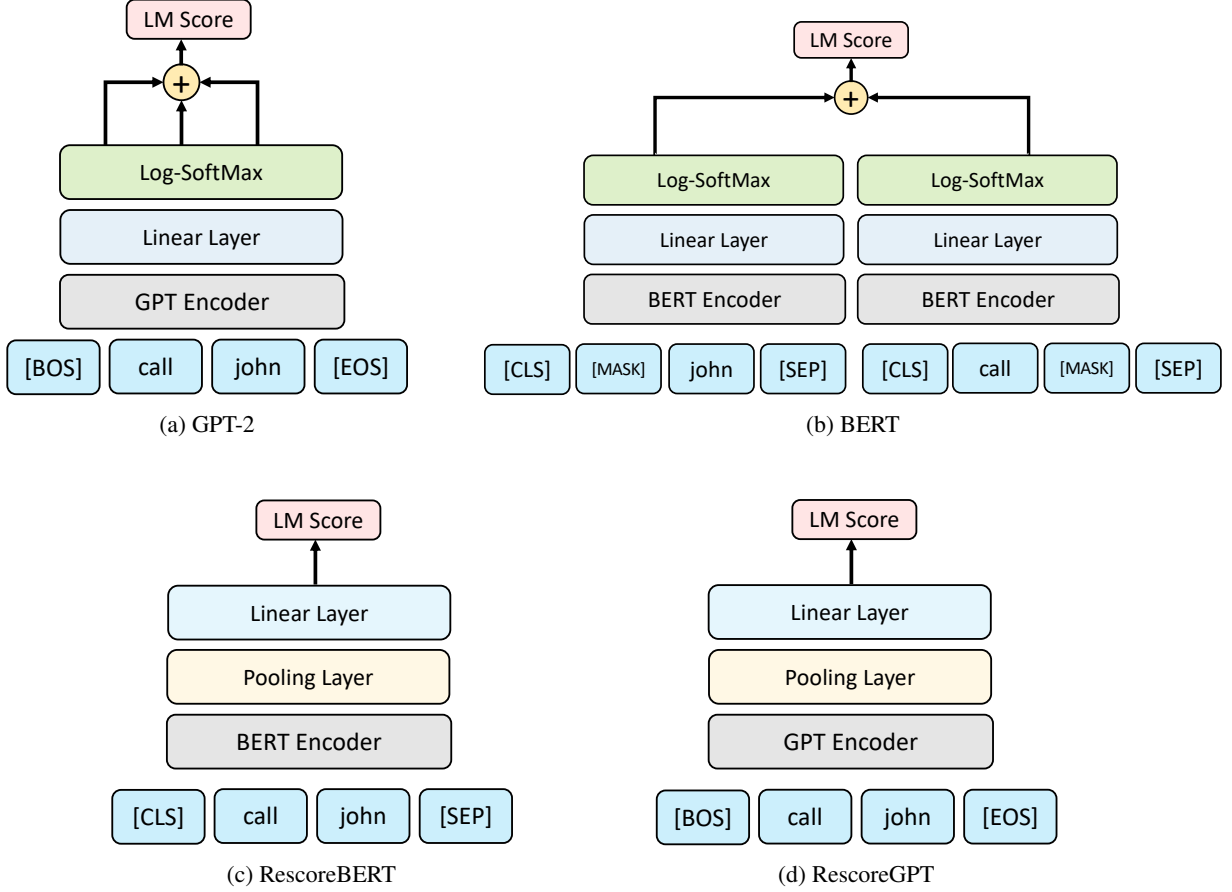 LM Score
+
Log-SoftMax
Linear Layer
GPT Encoder
[BOS] call john [EOS]
(a) GPT-2
LM Score
+
Log-SoftMax Log-SoftMax
Linear Layer Linear Layer
BERT Encoder BERT Encoder
[CLS] [MASK] john [SEP] [CLS] call [MASK] [SEP]
(b) BERT
LM Score
Linear Layer
Pooling Layer
BERT Encoder
[CLS] call john [SEP]
(c) RescoreBERT
LM Score
Linear Layer
Pooling Layer
GPT Encoder
[BOS] call john [EOS]
(d) RescoreGPT